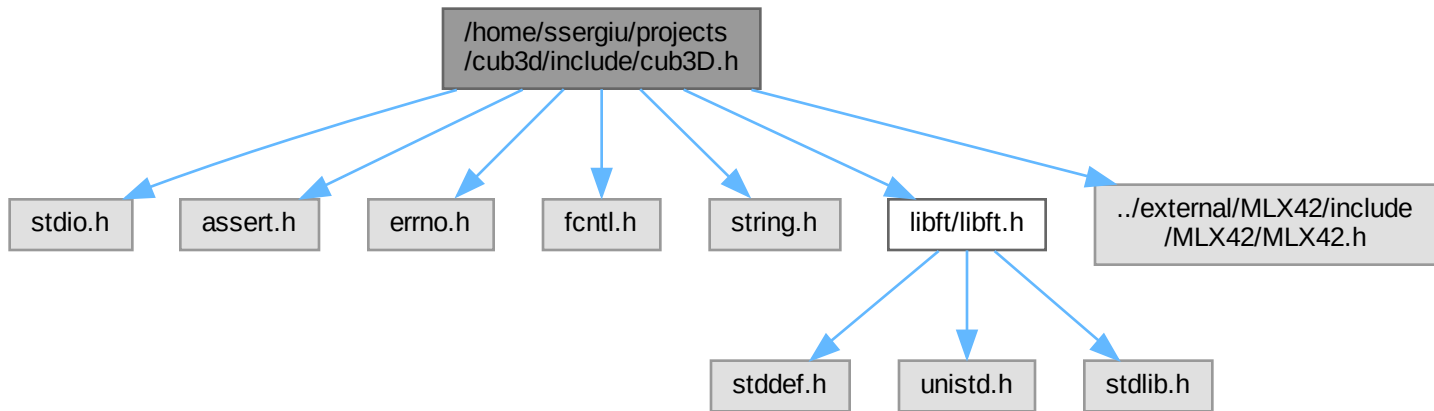 /home/ssergiu/projects
/cub3d/include/cub3D.h
stdio.h
assert.h
errno.h
fcntl.h
string.h
libft/libft.h
../external/MLX42/include
/MLX42/MLX42.h
stddef.h
unistd.h
stdlib.h